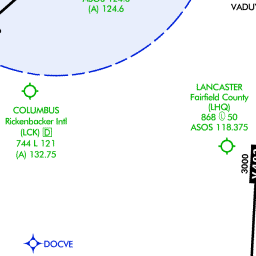 ASOS 124.6
(A) 124.6
VADU
COLUMBUS
Rickenbacker Intl
(LCK) D
744 L 121
(A) 132.75
LANCASTER
Fairfield County
(LHQ)
868 L 50
ASOS 118.375
3000
V493
DOCVE